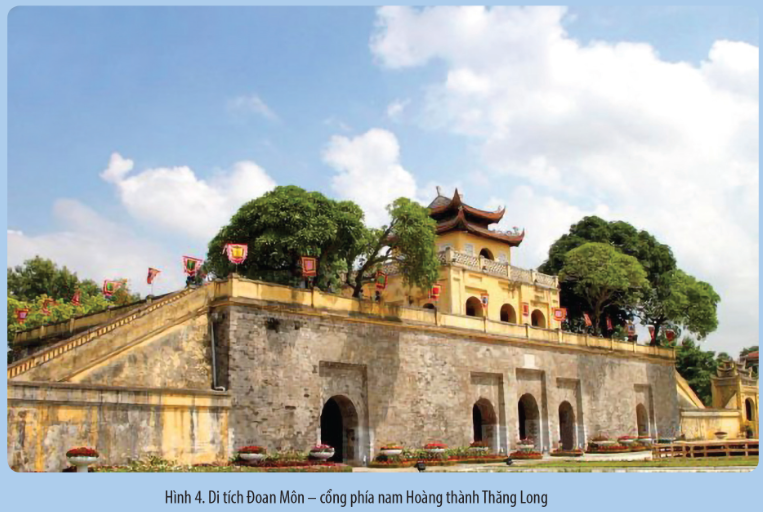 Hình 4. Di tích Đoan Môn – cổng phía nam Hoàng thành Thăng Long